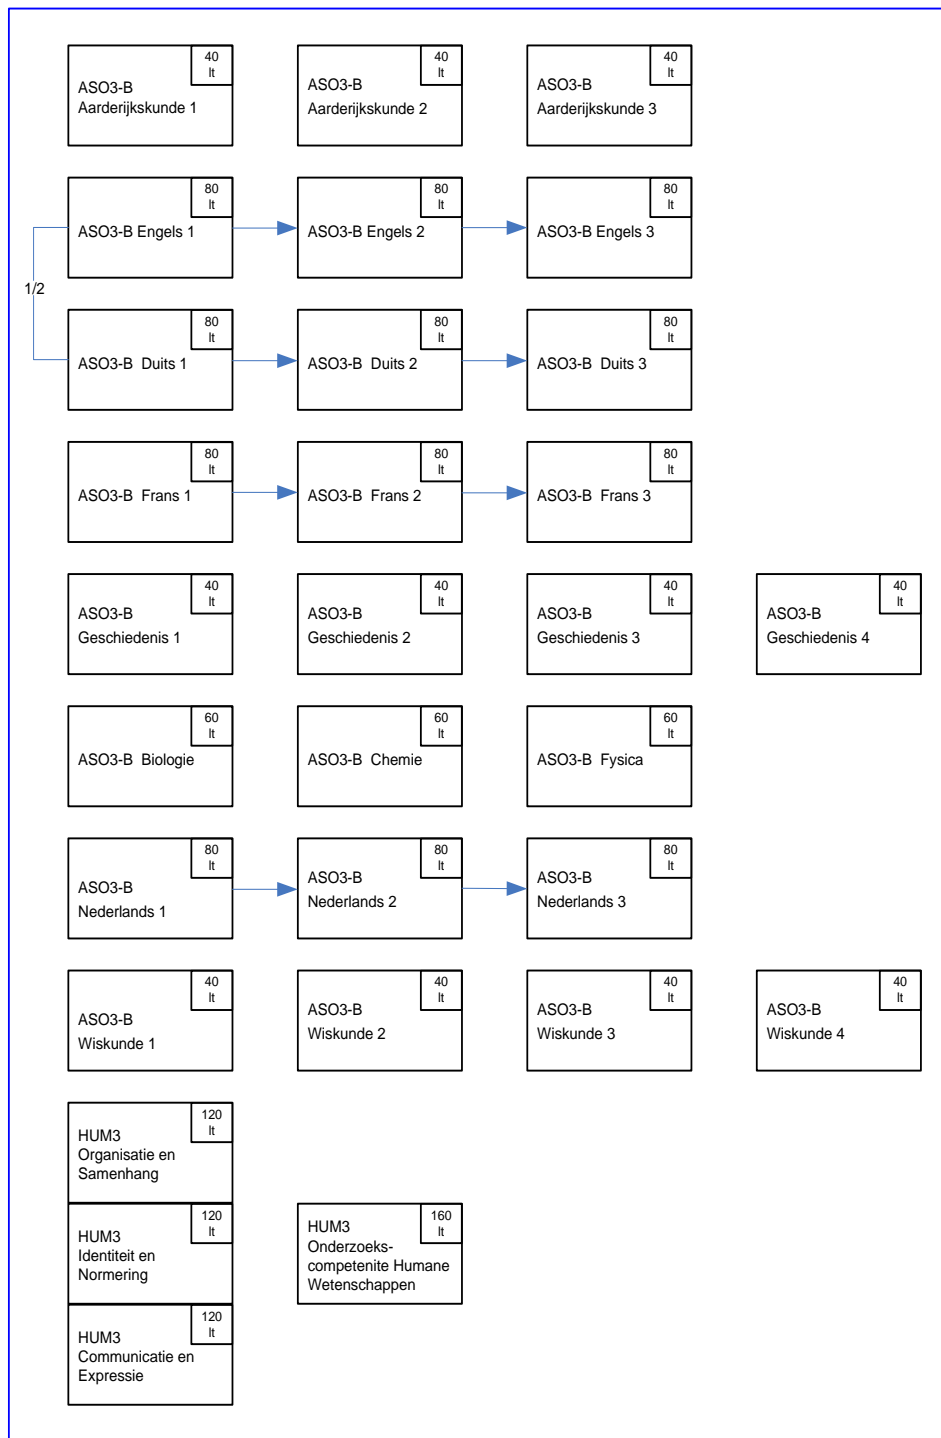 40
lt
ASO3-B
Aarderijkskunde 1
40
lt
ASO3-B
Aarderijkskunde 2
40
lt
ASO3-B
Aarderijkskunde 3
80
lt
ASO3-B Engels 1
80
lt
ASO3-B Engels 2
80
lt
ASO3-B Engels 3
1/2
80
lt
ASO3-B Duits 1
80
lt
ASO3-B Duits 2
80
lt
ASO3-B Duits 3
80
lt
ASO3-B Frans 1
80
lt
ASO3-B Frans 2
80
lt
ASO3-B Frans 3
40
lt
ASO3-B
Geschiedenis 1
40
lt
ASO3-B
Geschiedenis 2
40
lt
ASO3-B
Geschiedenis 3
40
lt
ASO3-B
Geschiedenis 4
60
lt
ASO3-B Biologie
60
lt
ASO3-B Chemie
60
lt
ASO3-B Fysica
80
lt
ASO3-B
Nederlands 1
80
lt
ASO3-B
Nederlands 2
80
lt
ASO3-B
Nederlands 3
40
lt
ASO3-B
Wiskunde 1
40
lt
ASO3-B
Wiskunde 2
40
lt
ASO3-B
Wiskunde 3
40
lt
ASO3-B
Wiskunde 4
120
lt
HUM3
Organisatie en
Samenhang
120
lt
HUM3
Identiteit en
Normering
160
lt
HUM3
Onderzoeks-
competenite Humane
Wetenschappen
120
lt
HUM3
Communicatie en
Expressie